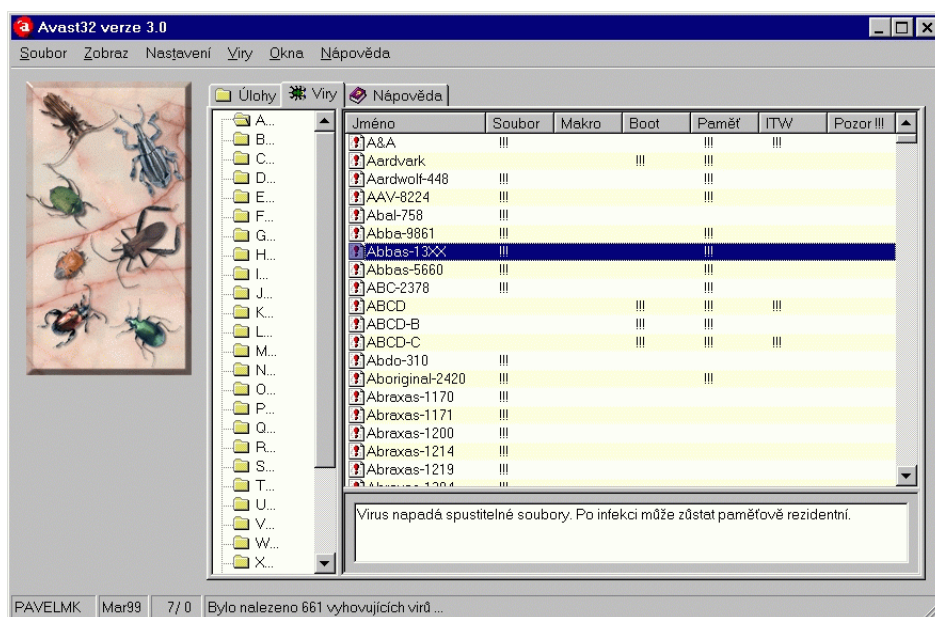 Avast32 verze 3.0
Soubor Zobraz Nastavení Viry Okna Nápověda
Úlohy Viry Nápověda
A...
B...
C...
D...
E...
F...
G...
H...
I...
J...
K...
L...
M...
N...
O...
P...
Q...
R...
S...
T...
U...
V...
W...
X...
Jméno Soubor Makro Boot Paměť ITW Pozor !!!
A&A !!! !!! !!!
Aardvark !!! !!!
Aardwolf-448 !!! !!!
AAV-8224 !!! !!!
Abal-758 !!!
Abba-9861 !!! !!!
Abbas-13XX !!! !!!
Abbas-5660 !!! !!!
ABC-2378 !!! !!!
ABCD !!! !!! !!!
ABCD-B !!! !!!
ABCD-C !!! !!! !!!
Abdo-310 !!!
Aboriginal-2420 !!! !!!
Abraxas-1170 !!!
Abraxas-1171 !!!
Abraxas-1200 !!!
Abraxas-1214 !!!
Abraxas-1219 !!!
Virus napadá spustitelné soubory. Po infekci může zůstat paměťově rezidentní.
PAVELMK Mar99 7/ 0 Bylo nalezeno 661 vyhovujících virů ...